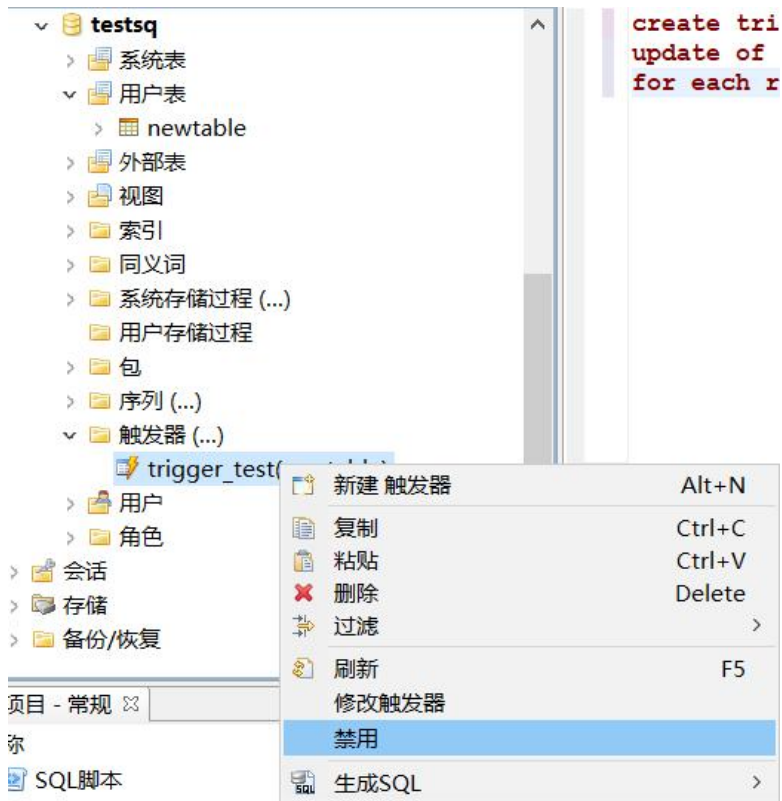 testsq
系统表
用户表
newtable
外部表
视图
索引
同义词
系统存储过程 (...)
用户存储过程
包
序列 (...)
触发器 (...)
trigger_test(
用户
角色
会话
存储
备份/恢复
项目 - 常规
称
SQL脚本
create tri
update of
for each r
新建 触发器 Alt+N
复制 Ctrl+C
粘贴 Ctrl+V
删除 Delete
过滤
刷新 F5
修改触发器
禁用
生成SQL